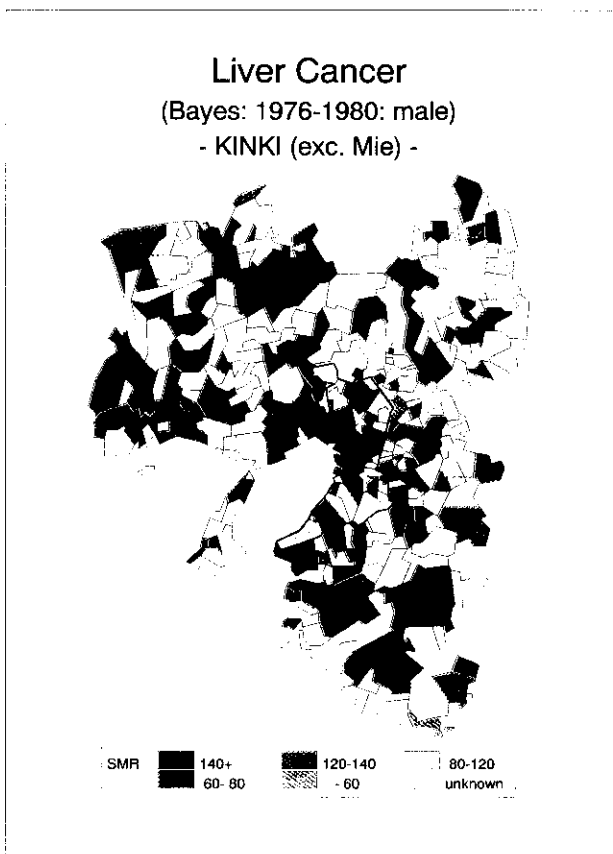 Liver Cancer
(Bayes: 1976-1980: male)
- KINKI (exc. Mie) -
SMR 140+ 120-140 80-120
60- 80 - 60 unknown